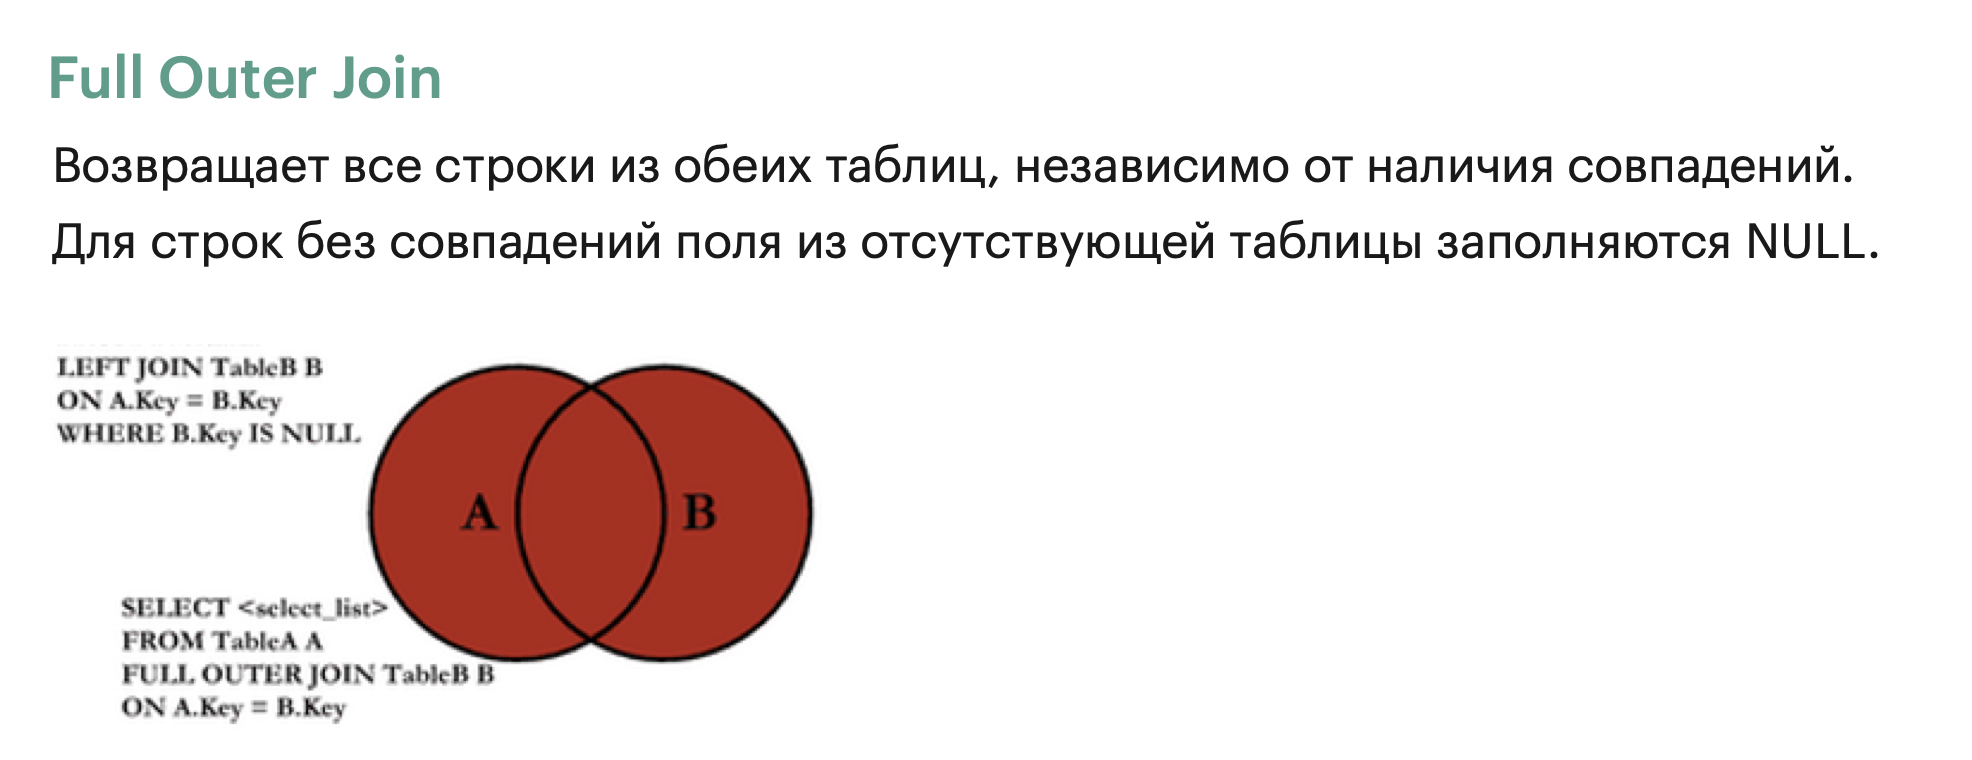 Full Outer Join
Возвращает все строки из обеих таблиц, независимо от наличия совпадений.
Для строк без совпадений поля из отсутствующей таблицы заполняются NULL.
LEFT JOIN TableB B
ON A.Key = B.Key
WHERE B.Key IS NULL
A B
SELECT <select_list>
FROM TableA A
FULL OUTER JOIN TableB B
ON A.Key = B.Key